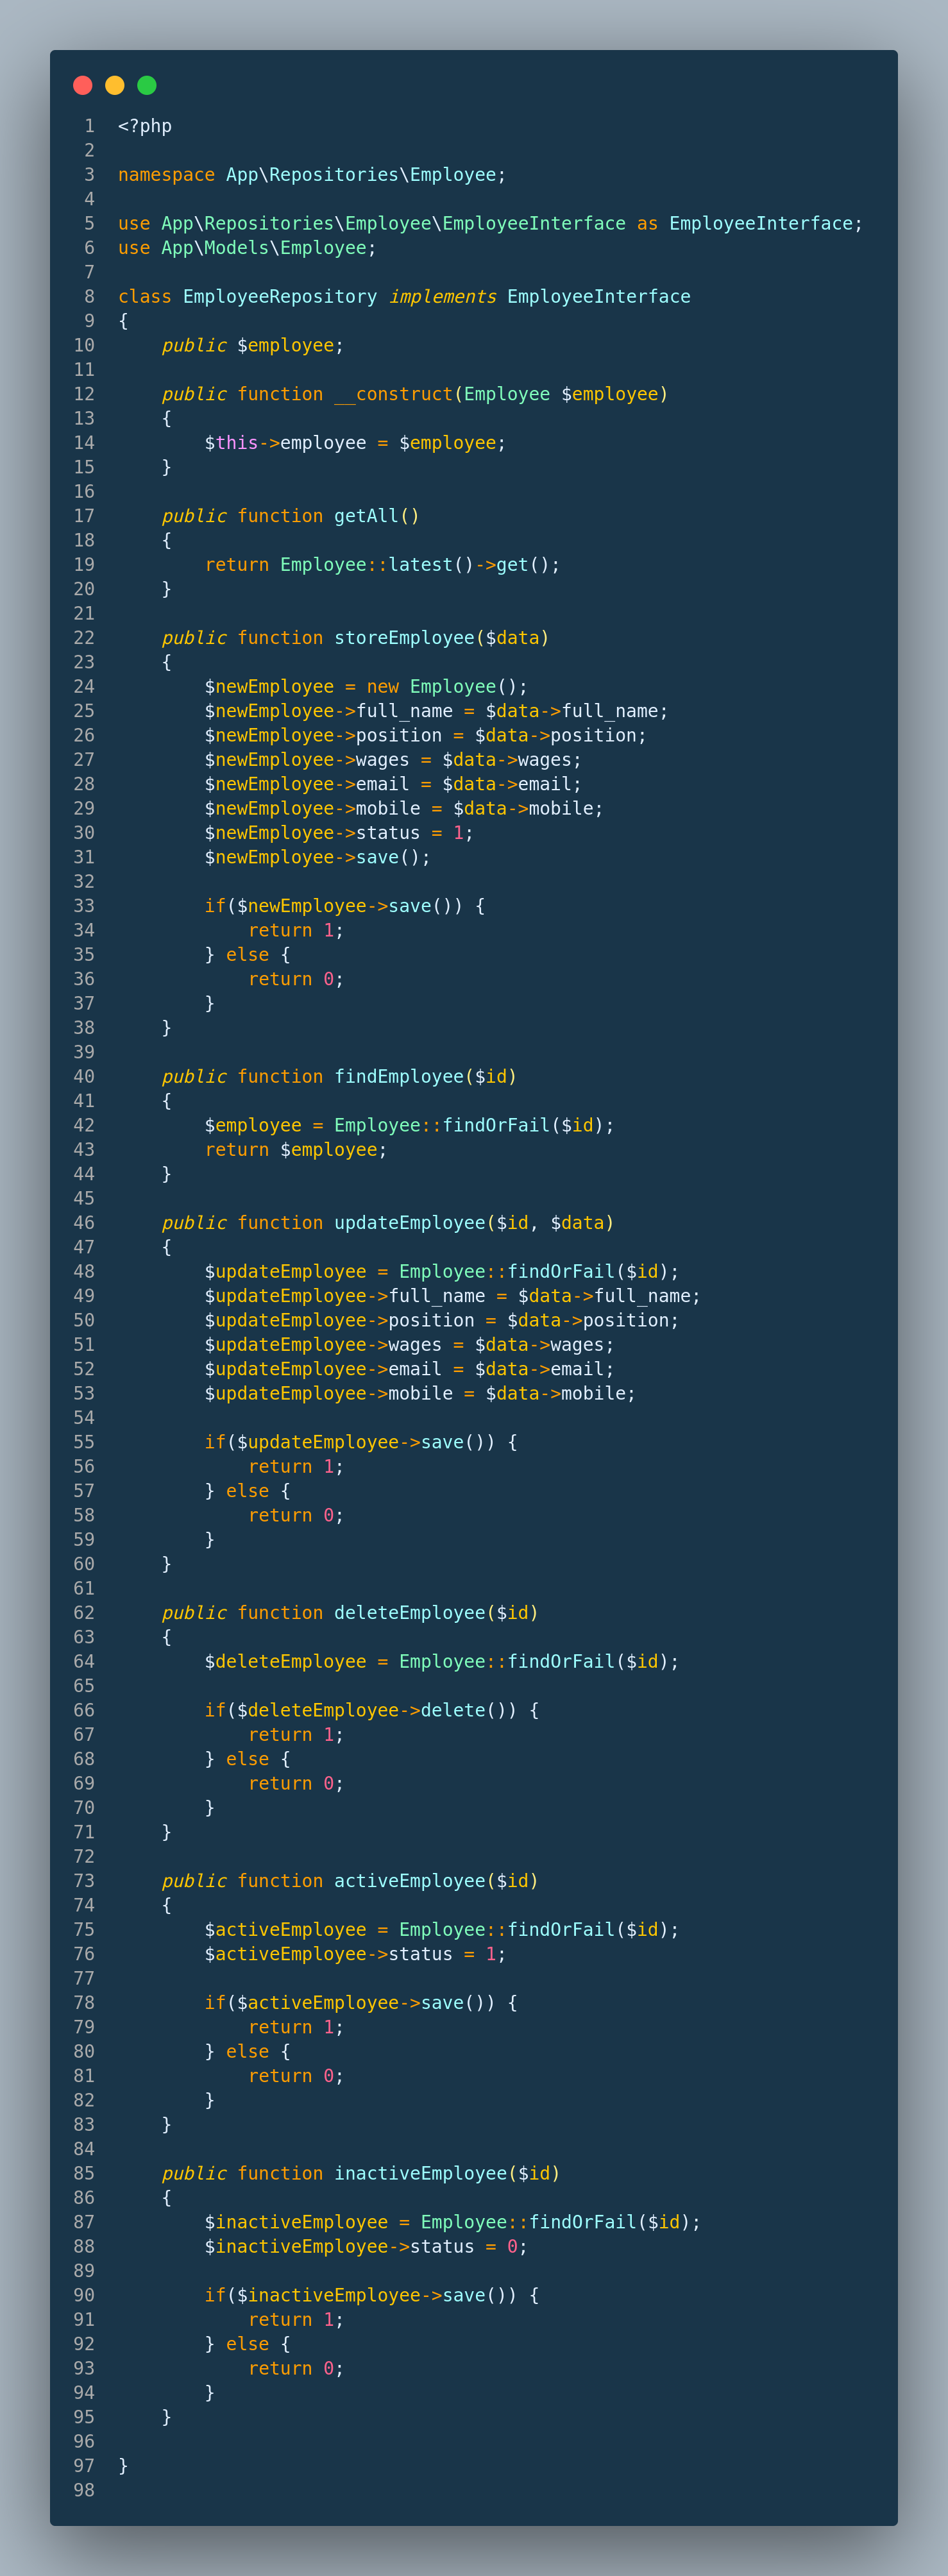 1 <?php
2
3 namespace App\Repositories\Employee;
4
5 use App\Repositories\Employee\EmployeeInterface as EmployeeInterface;
6 use App\Models\Employee;
7
8 class EmployeeRepository implements EmployeeInterface
9 {
10     public $employee;
11
12     public function __construct(Employee $employee)
13     {
14         $this->employee = $employee;
15     }
16
17     public function getAll()
18     {
19         return Employee::latest()->get();
20     }
21
22     public function storeEmployee($data)
23     {
24         $newEmployee = new Employee();
25         $newEmployee->full_name = $data->full_name;
26         $newEmployee->position = $data->position;
27         $newEmployee->wages = $data->wages;
28         $newEmployee->email = $data->email;
29         $newEmployee->mobile = $data->mobile;
30         $newEmployee->status = 1;
31         $newEmployee->save();
32
33         if($newEmployee->save()) {
34             return 1;
35         } else {
36             return 0;
37         }
38     }
39
40     public function findEmployee($id)
41     {
42         $employee = Employee::findOrFail($id);
43         return $employee;
44     }
45
46     public function updateEmployee($id, $data)
47     {
48         $updateEmployee = Employee::findOrFail($id);
49         $updateEmployee->full_name = $data->full_name;
50         $updateEmployee->position = $data->position;
51         $updateEmployee->wages = $data->wages;
52         $updateEmployee->email = $data->email;
53         $updateEmployee->mobile = $data->mobile;
54
55         if($updateEmployee->save()) {
56             return 1;
57         } else {
58             return 0;
59         }
60     }
61
62     public function deleteEmployee($id)
63     {
64         $deleteEmployee = Employee::findOrFail($id);
65
66         if($deleteEmployee->delete()) {
67             return 1;
68         } else {
69             return 0;
70         }
71     }
72
73     public function activeEmployee($id)
74     {
75         $activeEmployee = Employee::findOrFail($id);
76         $activeEmployee->status = 1;
77
78         if($activeEmployee->save()) {
79             return 1;
80         } else {
81             return 0;
82         }
83     }
84
85     public function inactiveEmployee($id)
86     {
87         $inactiveEmployee = Employee::findOrFail($id);
88         $inactiveEmployee->status = 0;
89
90         if($inactiveEmployee->save()) {
91             return 1;
92         } else {
93             return 0;
94         }
95     }
96
97 }
98